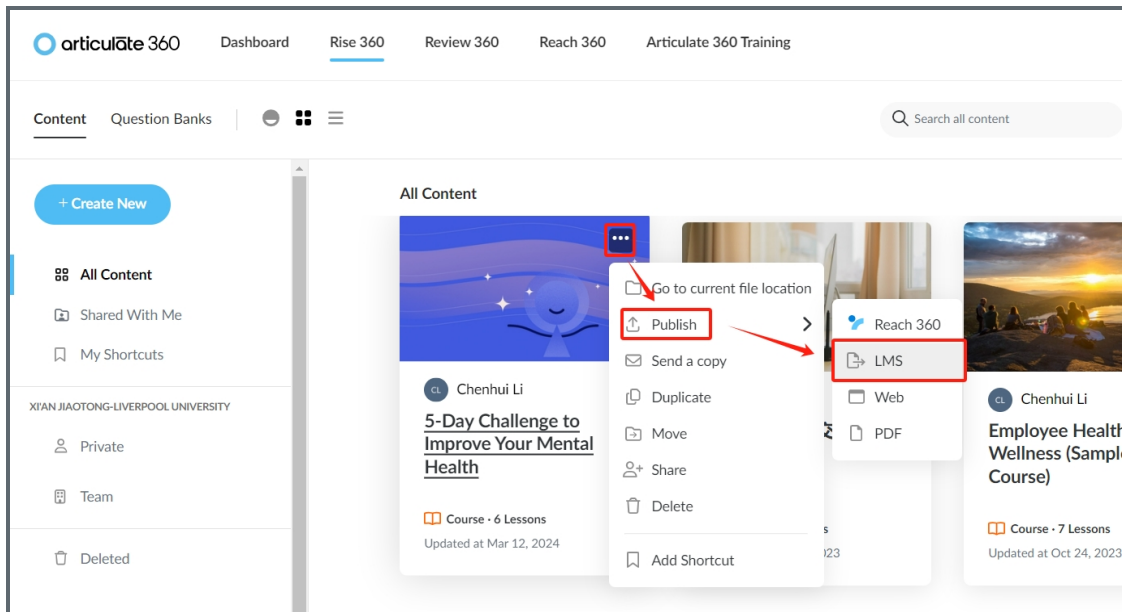 articulate 360 Dashboard Rise 360 Review 360 Reach 360 Articulate 360 Training
Content Question Banks
Search all content
+ Create New
All Content
Shared With Me
My Shortcuts
XI'AN JIAOTONG-LIVERPOOL UNIVERSITY
Private
Team
Deleted
All Content
CL Chenhui Li
5-Day Challenge to
Improve Your Mental
Health
Course · 6 Lessons
Updated at Mar 12, 2024
Go to current file location
Publish
Send a copy
Duplicate
Move
Share
Delete
Add Shortcut
Reach 360
LMS
Web
PDF
CL Chenhui Li
Employee Health
Wellness (Sample
Course)
Course · 7 Lessons
Updated at Oct 24, 2023